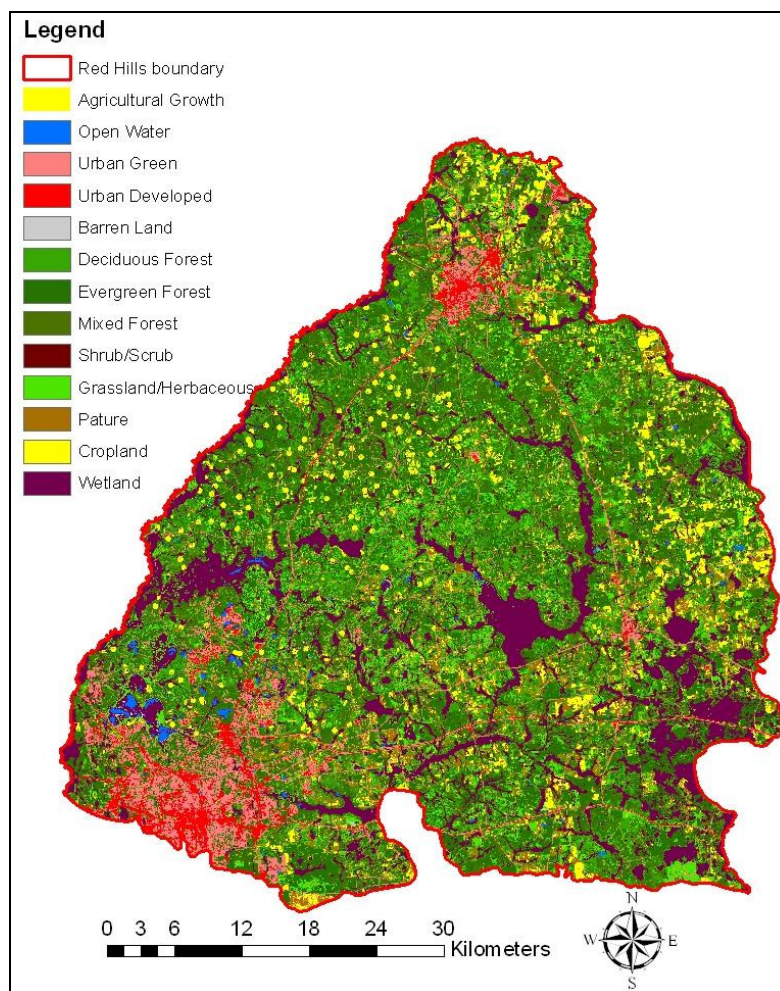 Legend
Red Hills boundary
Agricultural Growth
Open Water
Urban Green
Urban Developed
Barren Land
Deciduous Forest
Evergreen Forest
Mixed Forest
Shrub/Scrub
Grassland/Herbaceous
Pature
Cropland
Wetland
0 3 6 12 18 24 30
Kilometers
N
W E
S